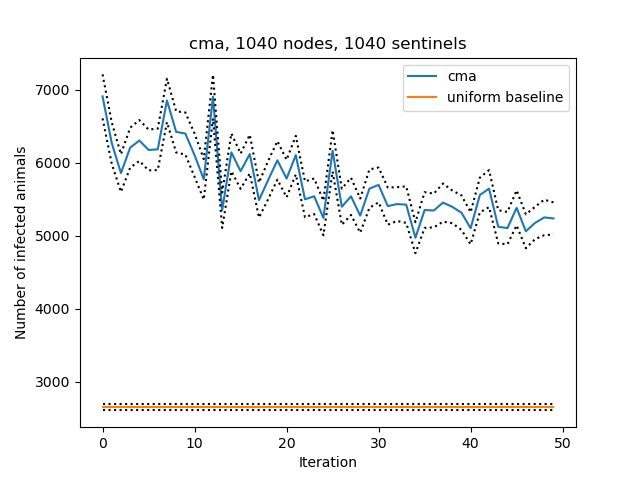 cma, 1040 nodes, 1040 sentinels
cma
uniform baseline
7000
6000
5000
4000
3000
Number of infected animals
0 10 20 30 40 50
Iteration